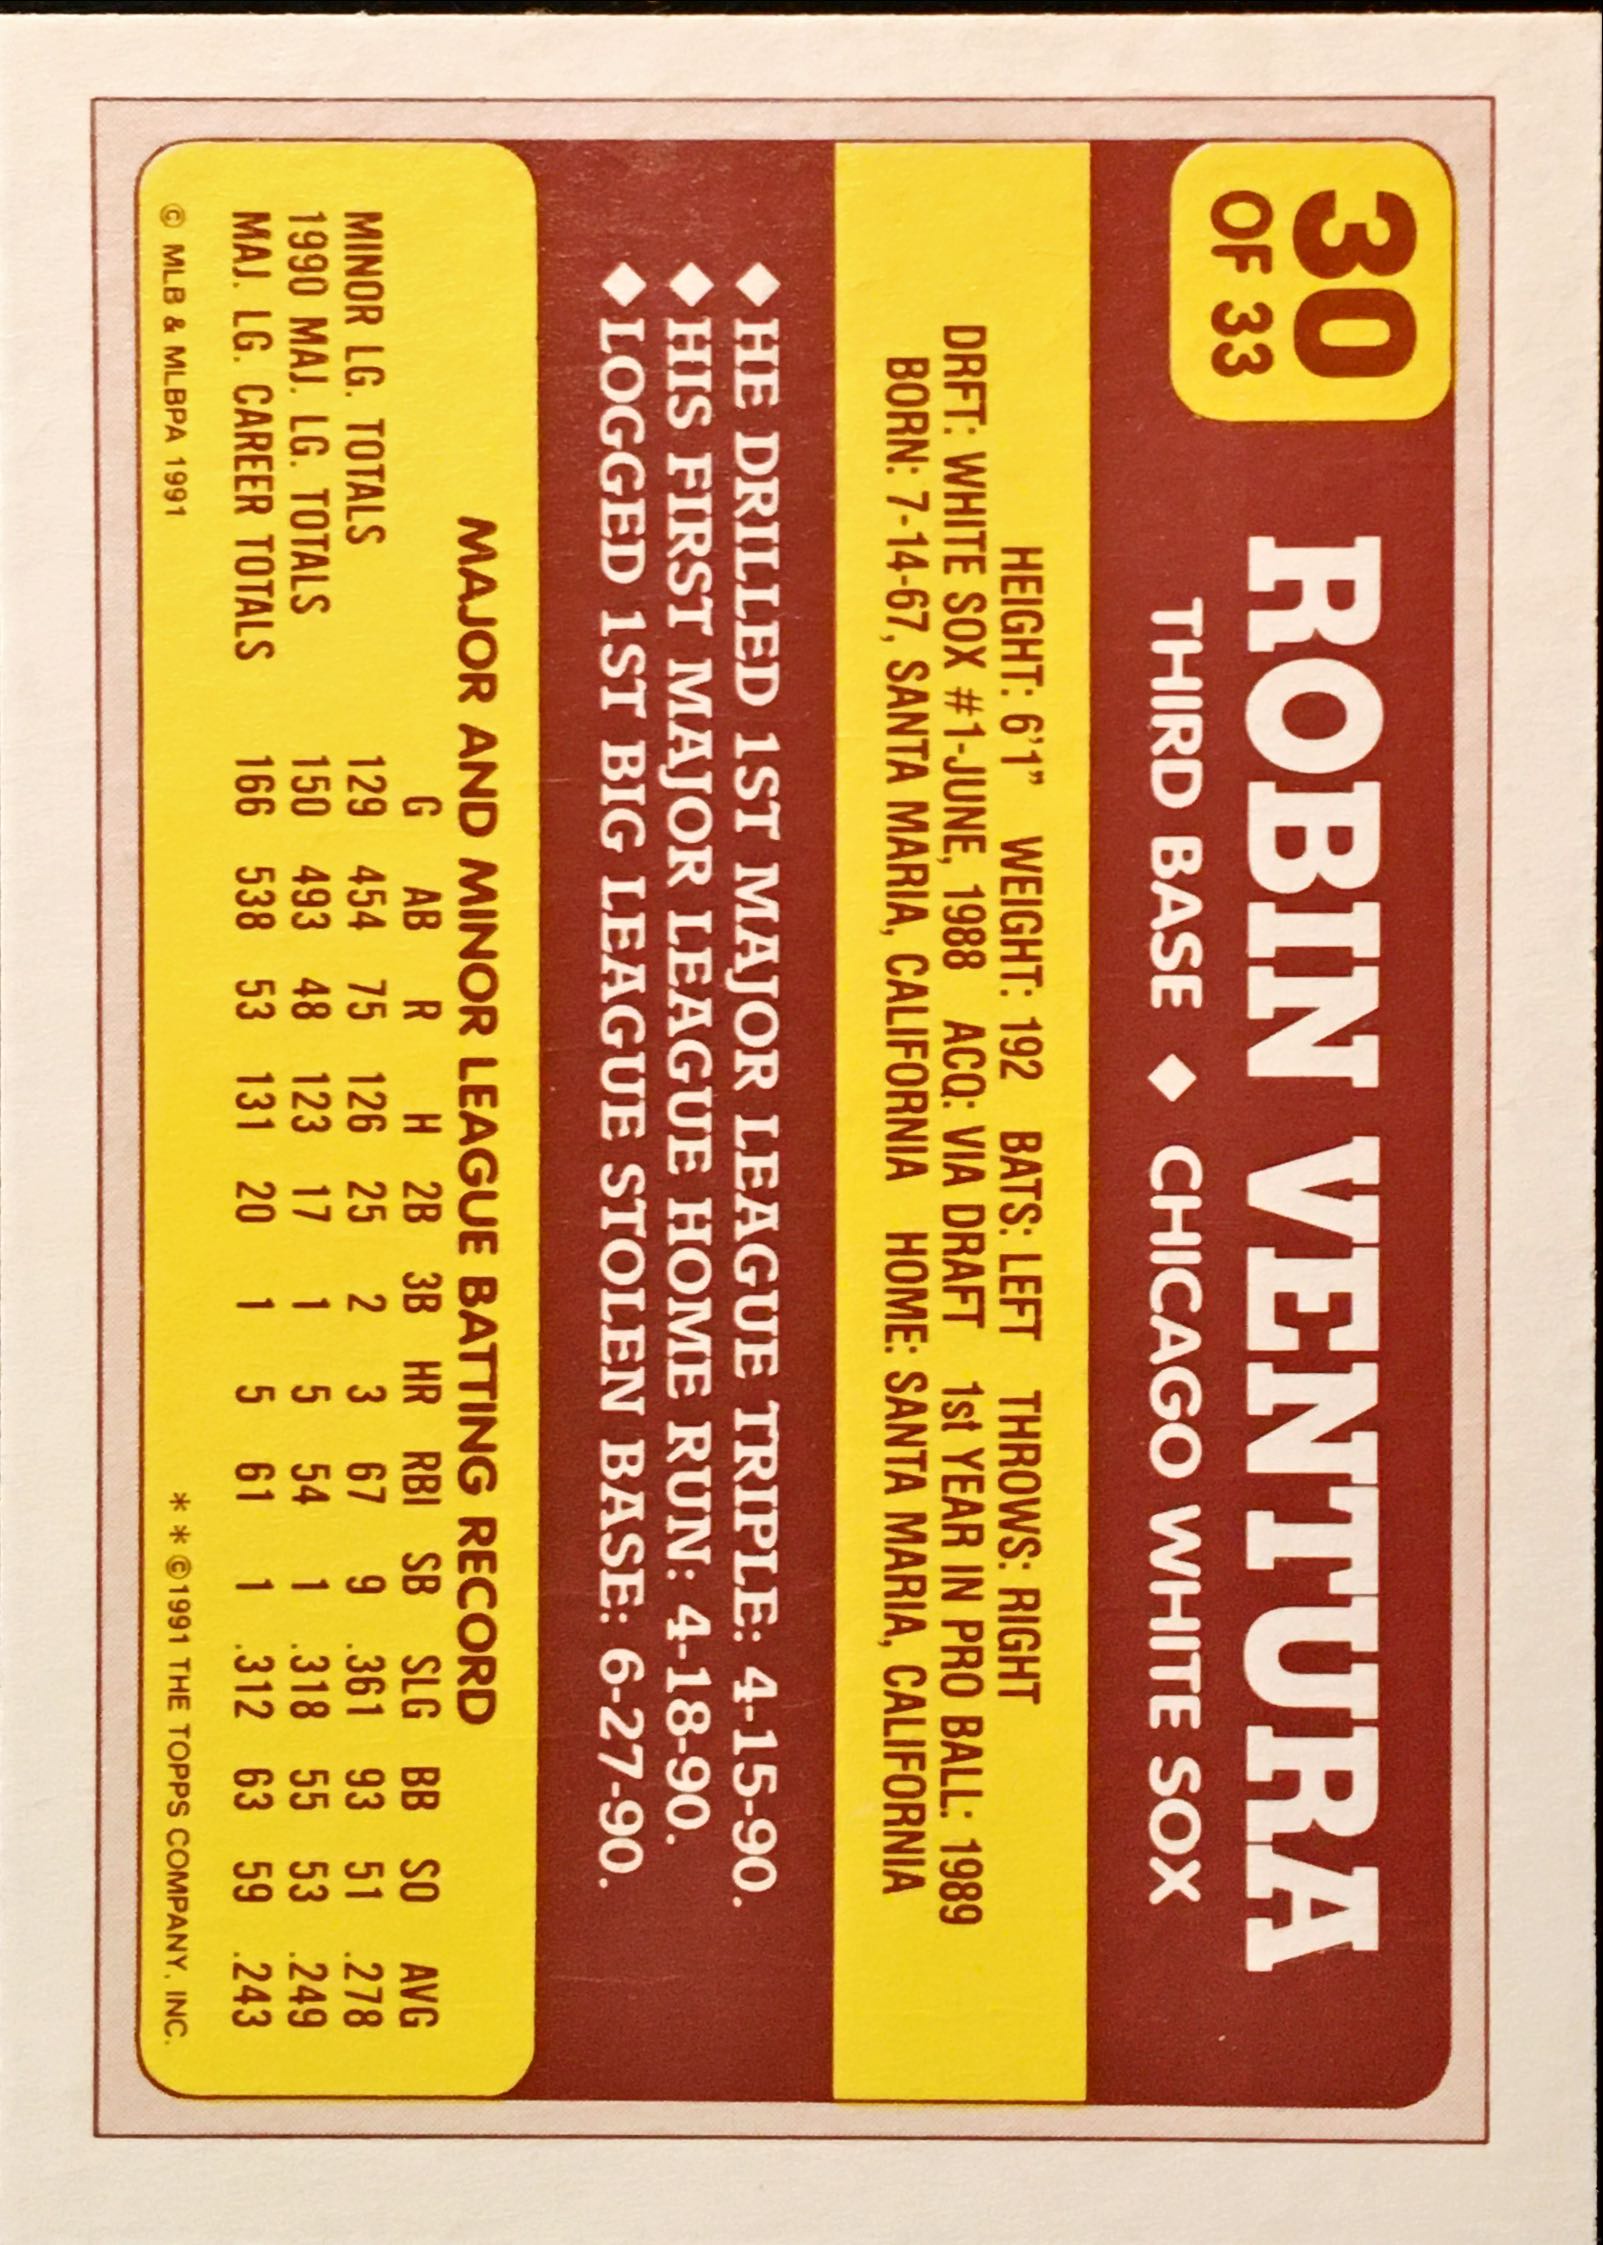 30
OF 33
ROBIN VENTURA
THIRD BASE ◆ CHICAGO WHITE SOX
HEIGHT: 6'1" WEIGHT: 192 BATS: LEFT THROWS: RIGHT
DRFT: WHITE SOX #1-JUNE, 1988 ACQ: VIA DRAFT 1st YEAR IN PRO BALL: 1989
BORN: 7-14-67, SANTA MARIA, CALIFORNIA HOME: SANTA MARIA, CALIFORNIA
◆ HE DRILLED 1ST MAJOR LEAGUE TRIPLE: 4-15-90.
◆ HIS FIRST MAJOR LEAGUE HOME RUN: 4-18-90.
◆ LOGGED 1ST BIG LEAGUE STOLEN BASE: 6-27-90.
MAJOR AND MINOR LEAGUE BATTING RECORD
G AB R H 2B 3B HR RBI SB SLG BB SO AVG
MINOR LG. TOTALS 129 454 75 126 25 2 3 67 9 .361 93 51 .278
1990 MAJ. LG. TOTALS 150 493 48 123 17 1 5 54 1 .318 55 53 .249
MAJ. LG. CAREER TOTALS 166 538 53 131 20 1 5 61 1 .312 63 59 .243
© MLB & MLBPA 1991 **©1991 THE TOPPS COMPANY, INC.